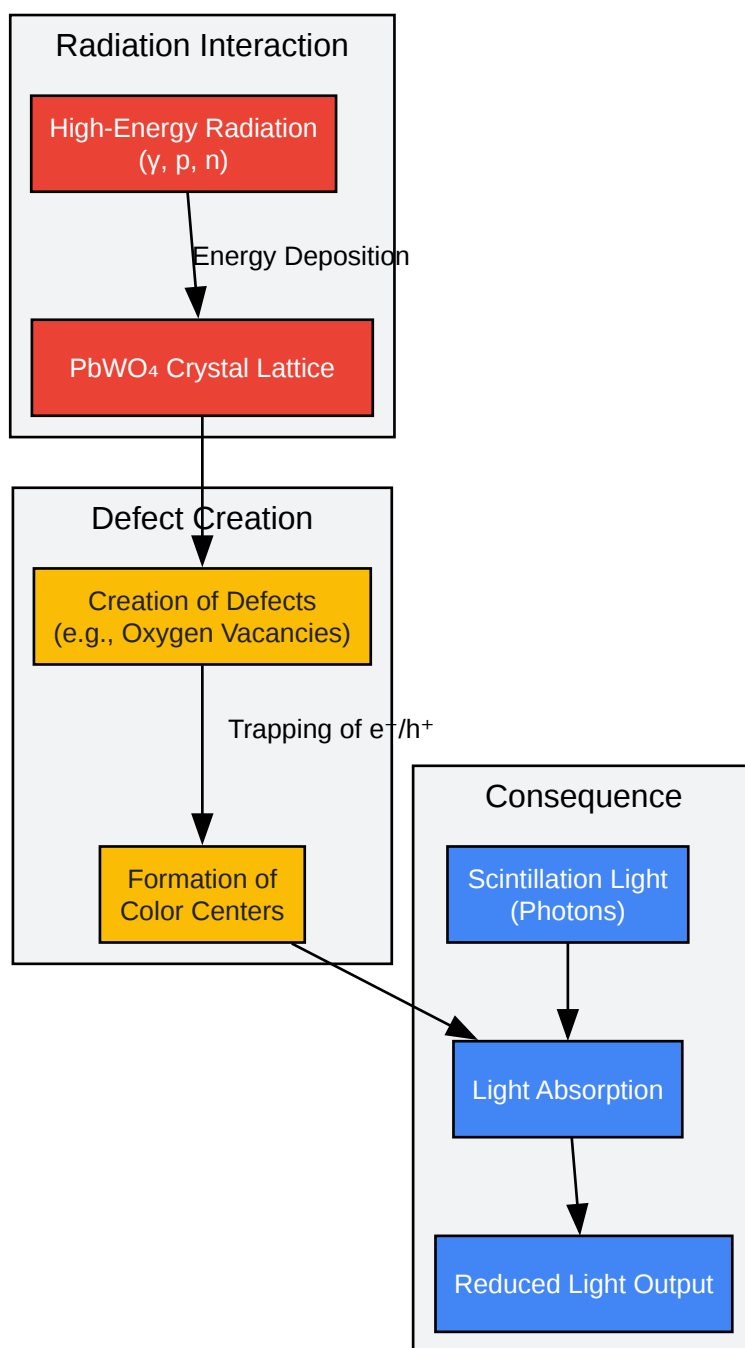 Radiation Interaction
High-Energy Radiation
(γ, p, n)
Energy Deposition
PbWO₄ Crystal Lattice
Defect Creation
Creation of Defects
(e.g., Oxygen Vacancies)
Trapping of e⁻/h⁺
Formation of
Color Centers
Consequence
Scintillation Light
(Photons)
Light Absorption
Reduced Light Output